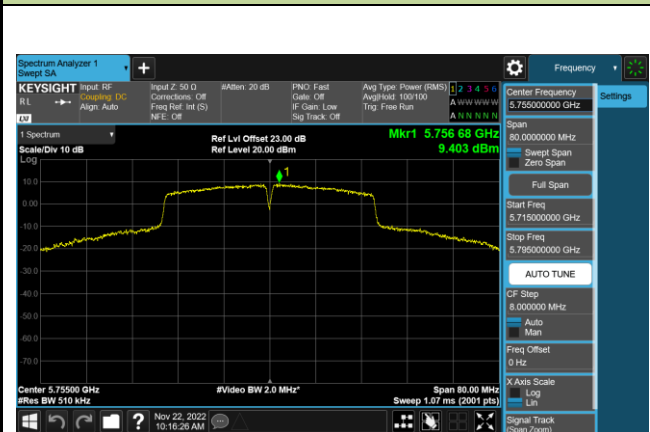 Spectrum Analyzer 1
Swept SA
+
Frequency
KEYSIGHT
RL
LXI
Input: RF
Coupling: DC
Align: Auto
Input Z: 50 Ω
Corrections: Off
Freq Ref: Int (S)
NFE: Off
#Atten: 20 dB
PNO: Fast
Gate: Off
IF Gain: Low
Sig Track: Off
Avg Type: Power (RMS)
Avg|Hold: 100/100
Trig: Free Run
1 2 3 4 5 6
A W W W W W
A N N N N N
1 Spectrum
Scale/Div 10 dB
Log
Ref Lvl Offset 23.00 dB
Ref Level 20.00 dBm
Mkr1 5.756 68 GHz
9.403 dBm
1
10.0
0.00
-10.0
-20.0
-30.0
-40.0
-50.0
-60.0
-70.0
Center 5.75500 GHz
#Res BW 510 kHz
#Video BW 2.0 MHz*
Span 80.00 MHz
Sweep 1.07 ms (2001 pts)
Nov 22, 2022
10:16:26 AM
?
Center Frequency
5.755000000 GHz
Settings
Span
80.0000000 MHz
Swept Span
Zero Span
Full Span
Start Freq
5.715000000 GHz
Stop Freq
5.795000000 GHz
AUTO TUNE
CF Step
8.000000 MHz
Auto
Man
Freq Offset
0 Hz
X Axis Scale
Log
Lin
Signal Track
(Span Zoom)